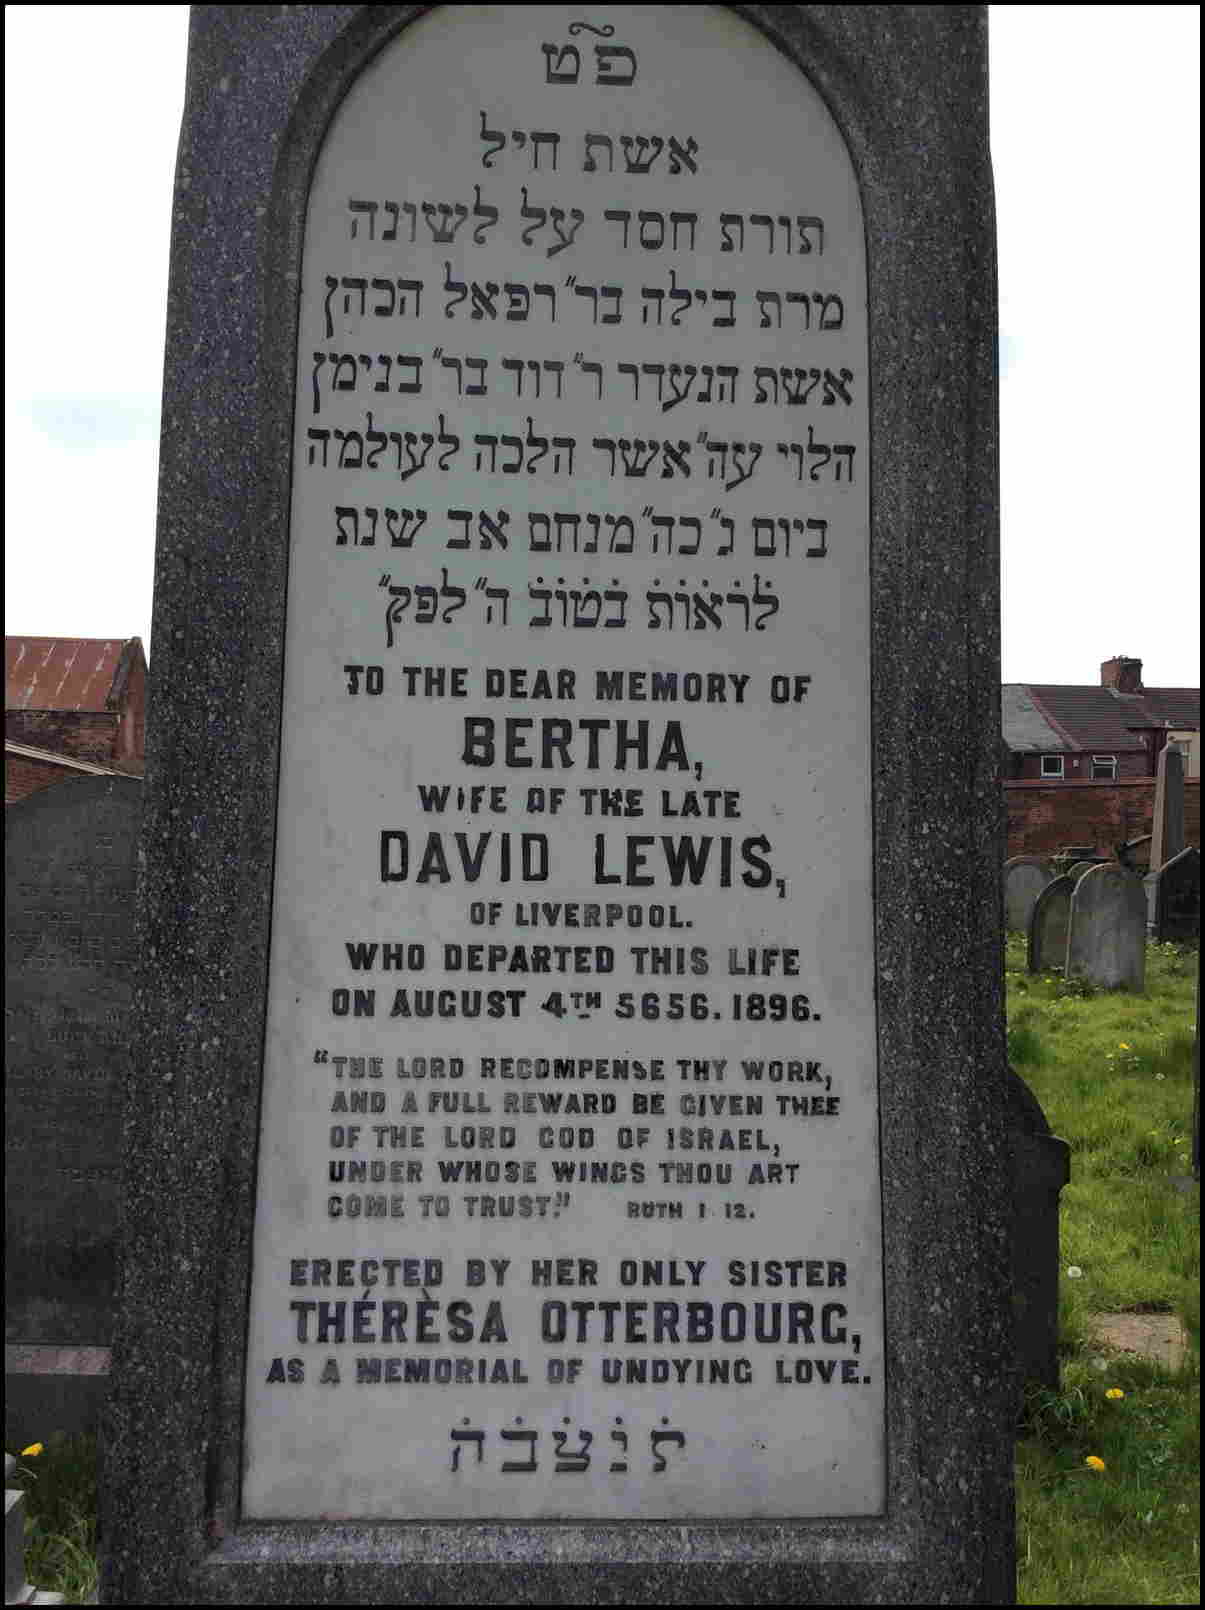 פ״ט
אשת חיל
תורת חסד על לשונה
מרת בילה בר״ רפאל הכהן
אשת הנעדר ר״ דוד בר״ בנימן
הלוי עה״ אשר הלכה לעולמה
ביום ג״ כה״ מנחם אב שנת
לׄרׄאׄוׄתׄ בׄטׄוׄבׄ ה״ לפק״
TO THE DEAR MEMORY OF
BERTHA,
WIFE OF THE LATE
DAVID LEWIS,
OF LIVERPOOL.
WHO DEPARTED THIS LIFE
ON AUGUST 4TH 5656. 1896.
"THE LORD RECOMPENSE THY WORK,
AND A FULL REWARD BE GIVEN THEE
OF THE LORD GOD OF ISRAEL,
UNDER WHOSE WINGS THOU ART
COME TO TRUST." RUTH 1 12.
ERECTED BY HER ONLY SISTER
THÉRÈSA OTTERBOURG,
AS A MEMORIAL OF UNDYING LOVE.
תׄנׄצׄבׄהׄ